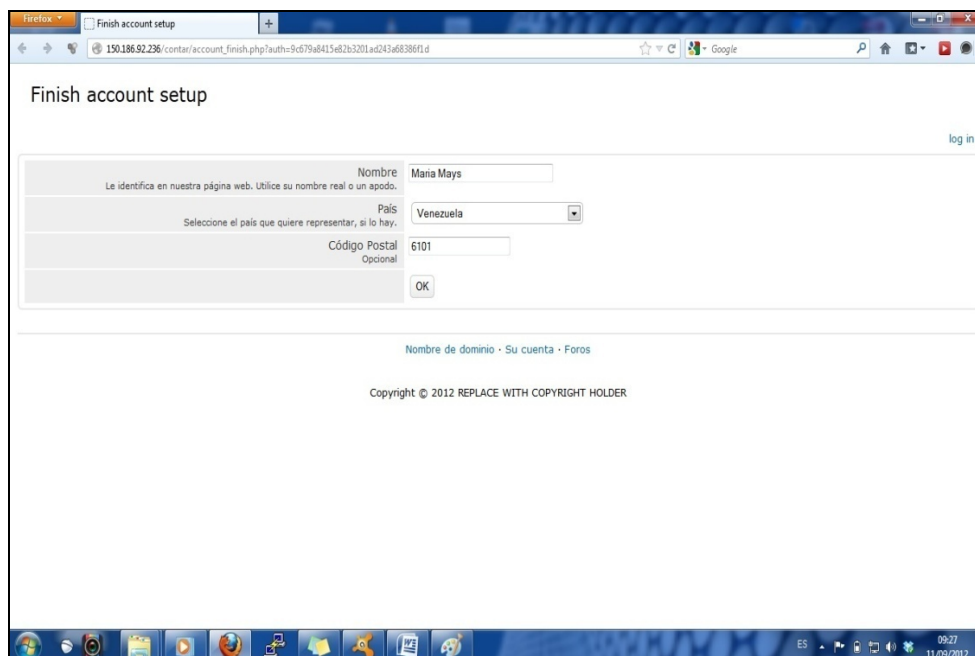 Firefox
Finish account setup
150.186.92.236/contar/account_finish.php?auth=9c679a8415e82b3201ad243a68386f1d
Google
Finish account setup
log in
Nombre
Le identifica en nuestra página web. Utilice su nombre real o un apodo.
Maria Mays
País
Seleccione el país que quiere representar, si lo hay.
Venezuela
Código Postal
Opcional
6101
OK
Nombre de dominio · Su cuenta · Foros
Copyright © 2012 REPLACE WITH COPYRIGHT HOLDER
ES
09:27
11/09/2012